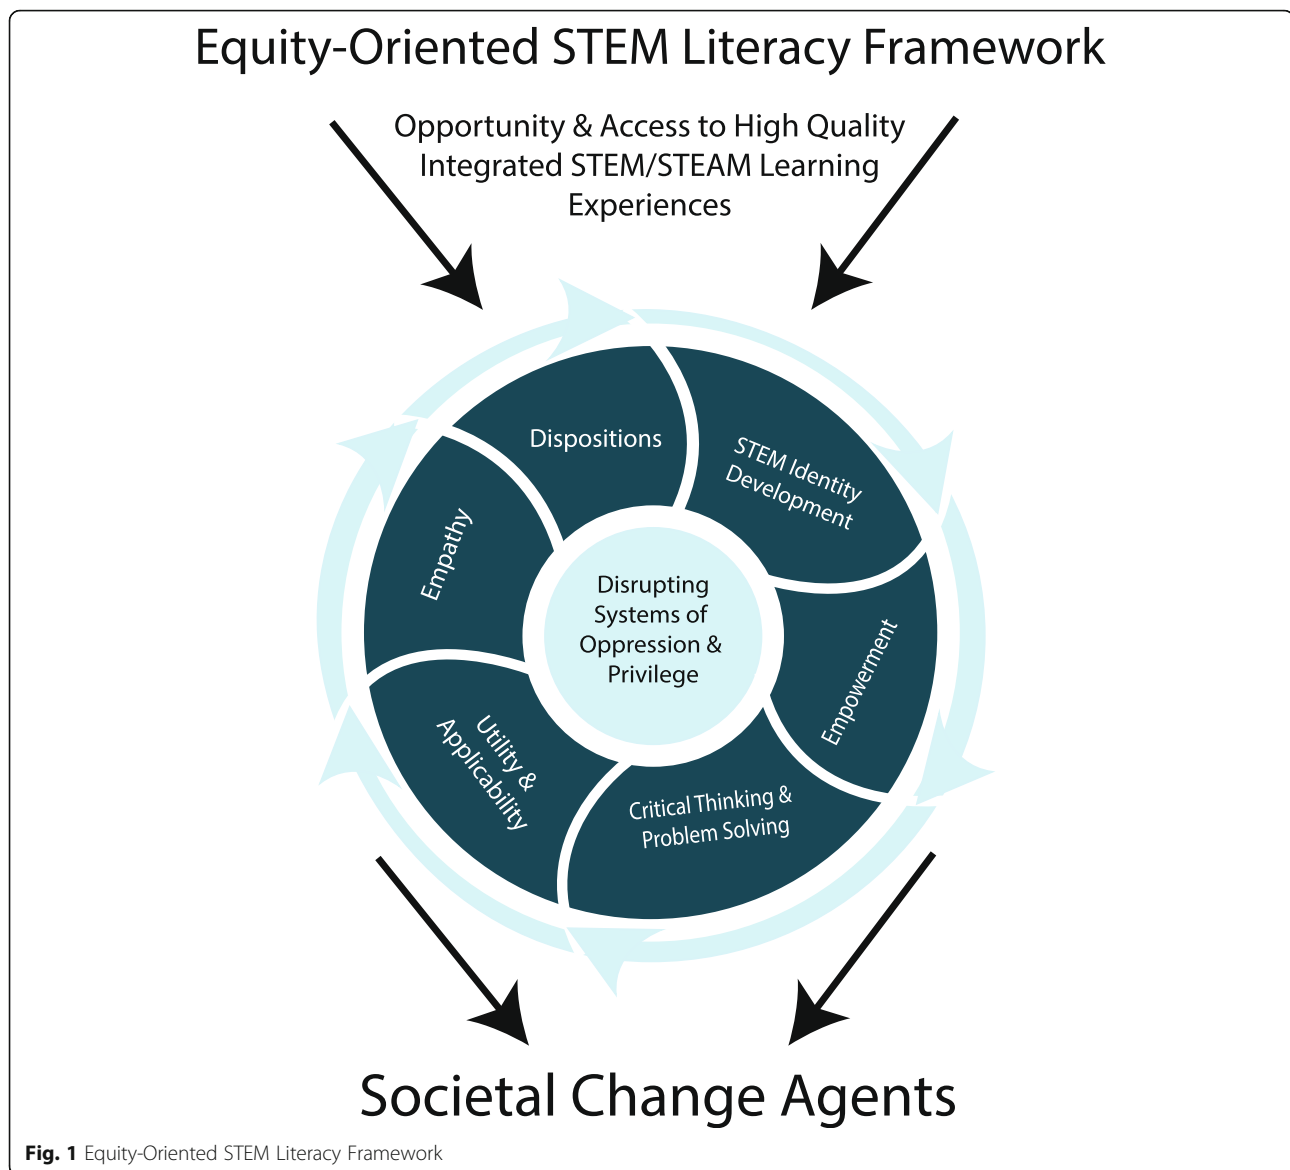 Equity-Oriented STEM Literacy Framework
Opportunity & Access to High Quality
Integrated STEM/STEAM Learning
Experiences
Dispositions
STEM Identity
Development
Empathy
Disrupting
Systems of
Oppression &
Privilege
Empowerment
Utility &
Applicability
Critical Thinking &
Problem Solving
Societal Change Agents
Fig. 1 Equity-Oriented STEM Literacy Framework